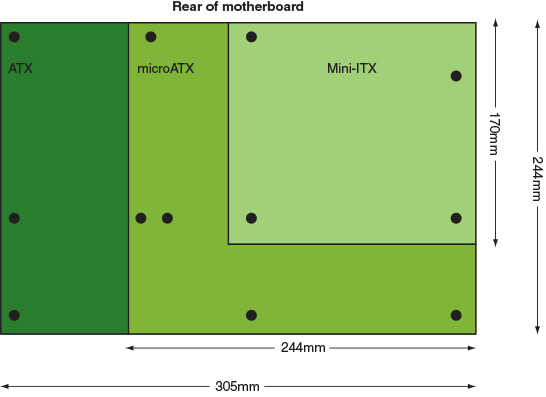 Rear of motherboard
ATX
microATX
Mini-ITX
170mm
244mm
244mm
305mm